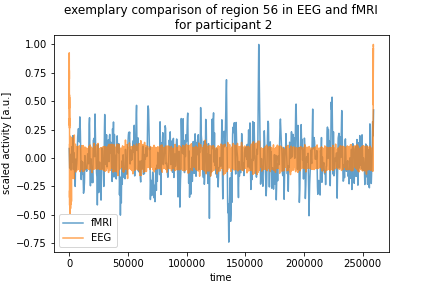 exemplary comparison of region 56 in EEG and fMRI
for participant 2
scaled activity [a.u.]
1.00
0.75
0.50
0.25
0.00
−0.25
−0.50
−0.75
fMRI
EEG
0 50000 100000 150000 200000 250000
time